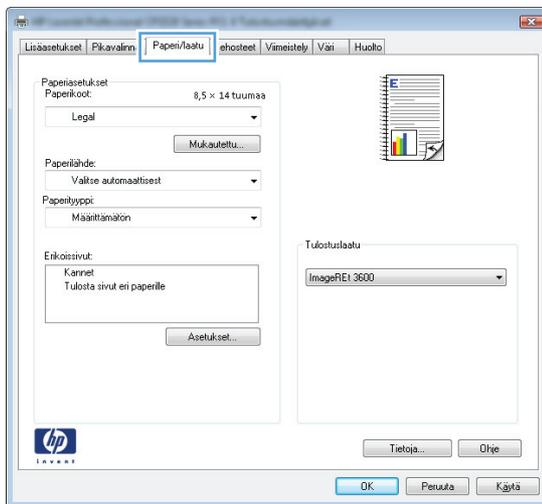 Lisäasetukset Pikavalinn Paperi/laatu ehosteet Viimeistely Väri Huolto
Paperiasetukset
Paperikoot: 8,5 × 14 tuumaa
Legal
Mukautettu...
Paperilähde:
Valitse automaattisest
Paperityyppi:
Määrittämätön
Erikoissivut:
Kannet
Tulosta sivut eri paperille
Asetukset...
E
Tulostuslaatu
ImageREt 3600
hp
invent
Tietoja... Ohje
OK Peruuta Käytä